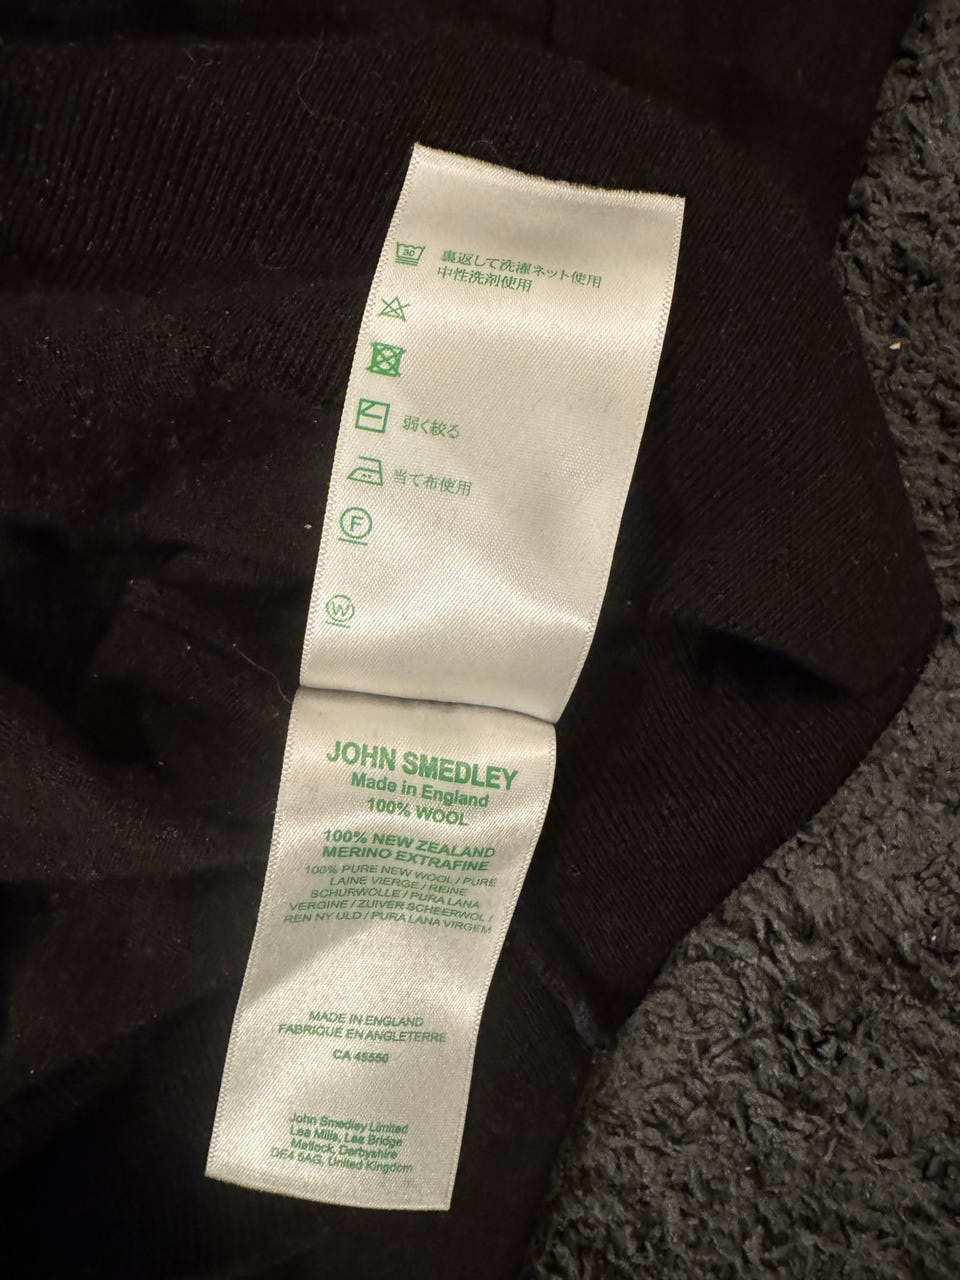 30
裏返して洗濯ネット使用
中性洗剤使用
弱く絞る
当て布使用
F
W
JOHN SMEDLEY
Made in England
100% WOOL
100% NEW ZEALAND
MERINO EXTRAFINE
100% PURE NEW WOOL / PURE
LAINE VIERGE / REINE
SCHURWOLLE / PURA LANA
VERGINE / ZUIVER SCHEERWOL /
REN NY ULD / PURA LANA VIRGEM
MADE IN ENGLAND
FABRIQUE EN ANGLETERRE
CA 45550
John Smedley Limited
Lea Mills, Lea Bridge
Matlock, Derbyshire
DE4 5AG, United Kingdom